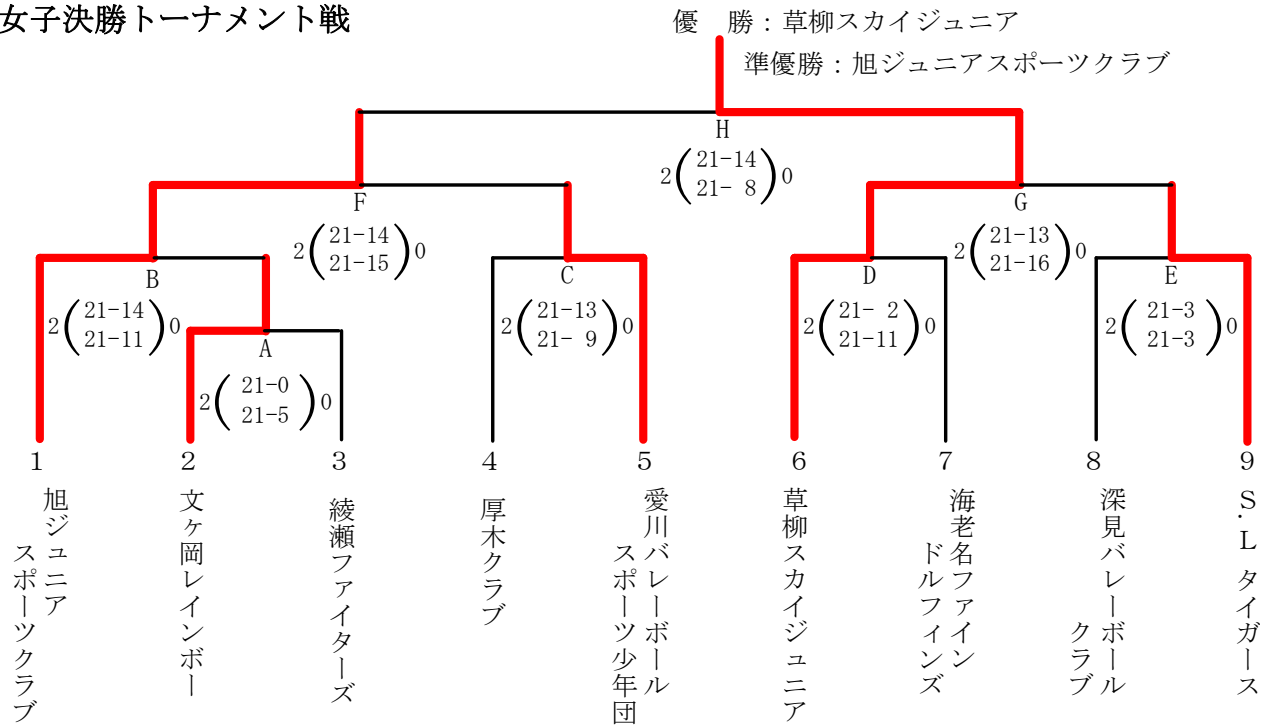 女子決勝トーナメント戦
優　勝：草柳スカイジュニア
準優勝：旭ジュニアスポーツクラブ
H
2(21-14
21- 8)0
F
2(21-14
21-15)0
G
2(21-13
21-16)0
B
2(21-14
21-11)0
C
2(21-13
21- 9)0
D
2(21- 2
21-11)0
E
2(21-3
21-3)0
A
2(21-0
21-5)0
1
旭ジュニア
スポーツクラブ
2
文ヶ岡レインボー
3
綾瀬ファイターズ
4
厚木クラブ
5
愛川バレーボール
スポーツ少年団
6
草柳スカイジュニア
7
海老名ファイン
ドルフィンズ
8
深見バレーボール
クラブ
9
S.L タイガース